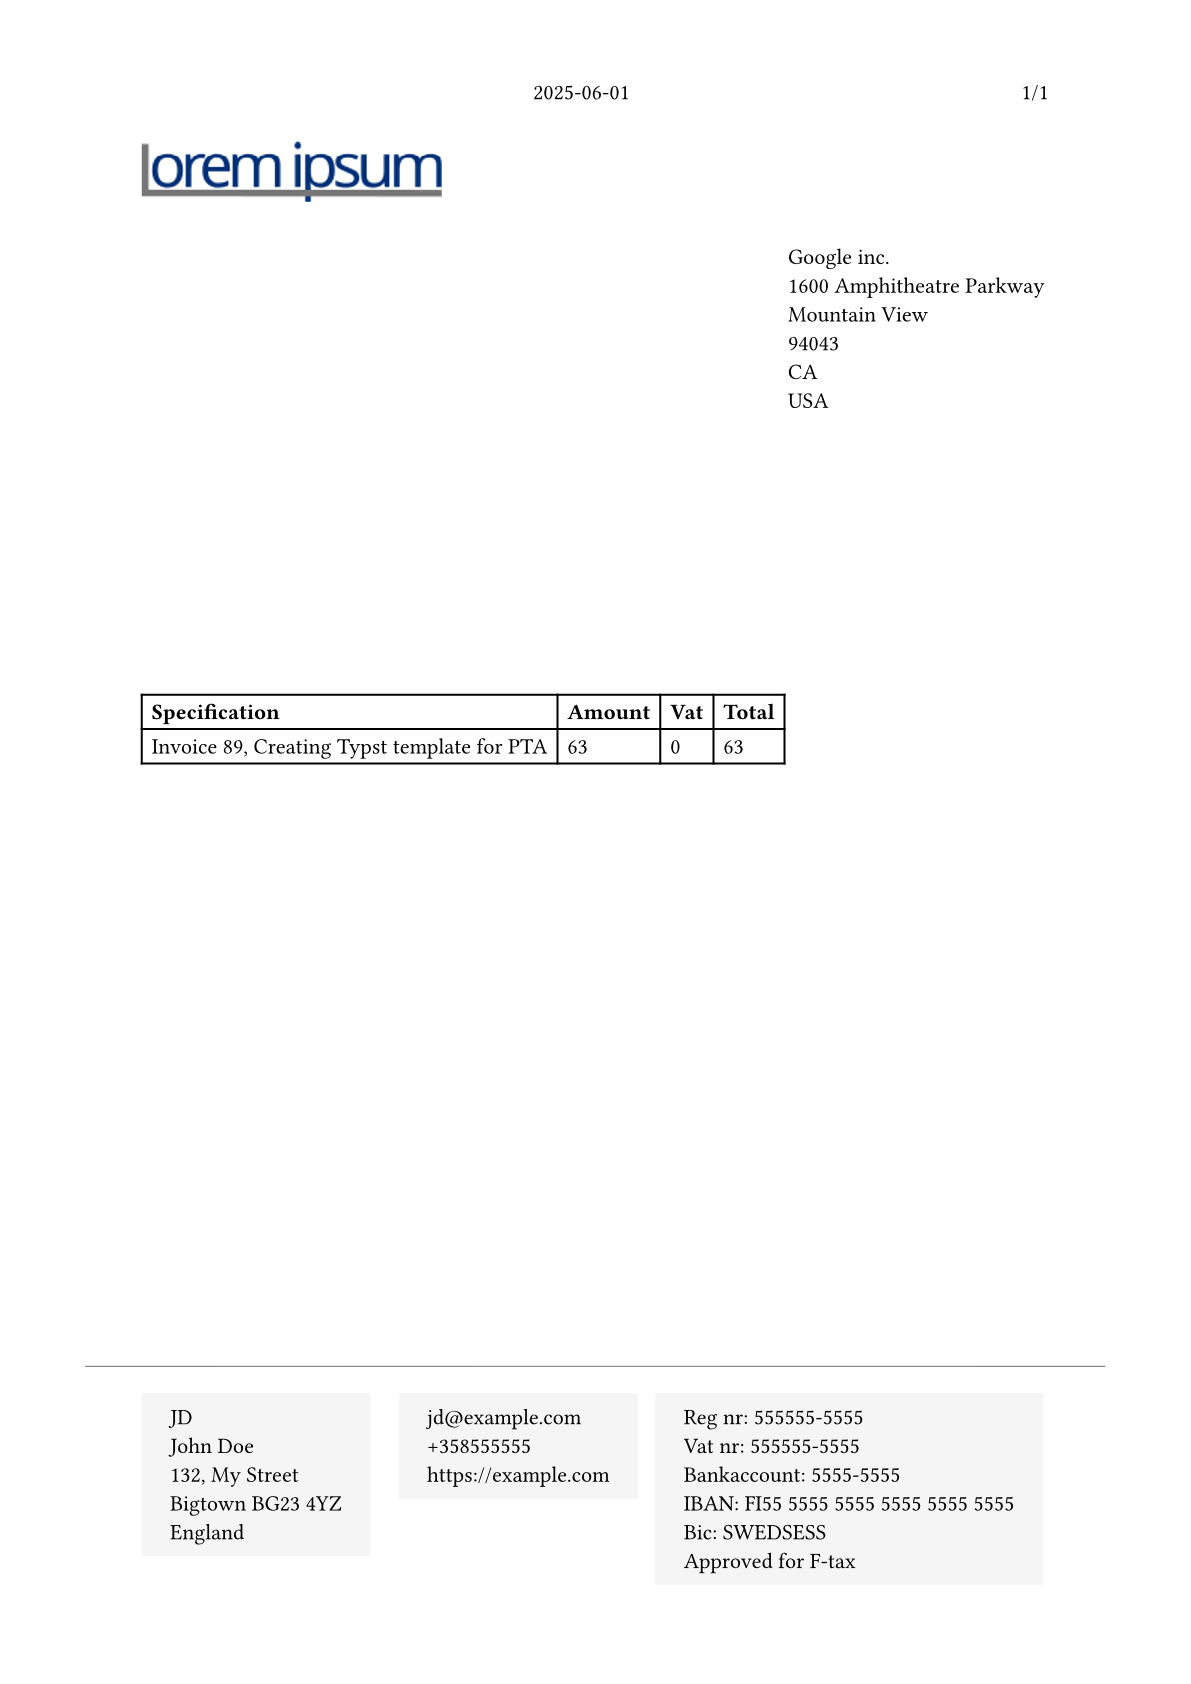 2025-06-01 1/1
lorem ipsum
Google inc.
1600 Amphitheatre Parkway
Mountain View
94043
CA
USA
Specification Amount Vat Total
Invoice 89, Creating Typst template for PTA 63 0 63
JD
John Doe
132, My Street
Bigtown BG23 4YZ
England
jd@example.com
+358555555
https://example.com
Reg nr: 555555-5555
Vat nr: 555555-5555
Bankaccount: 5555-5555
IBAN: FI55 5555 5555 5555 5555 5555
Bic: SWEDSESS
Approved for F-tax